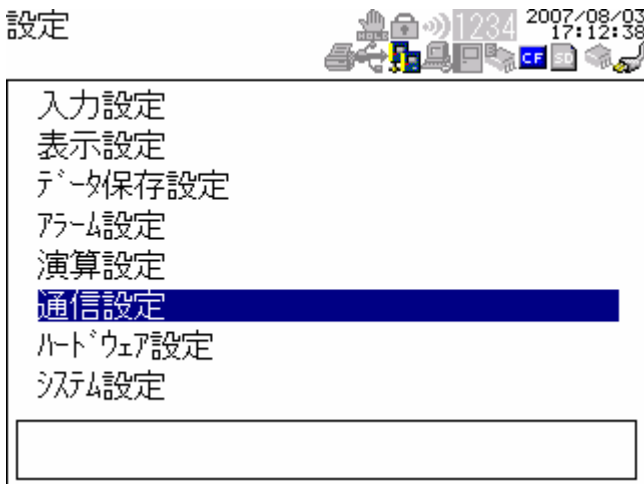 設定
HOLD
1234
2007/08/03
17:12:38
CF
SD
入力設定
表示設定
ﾃﾞｰﾀ保存設定
ｱﾗｰﾑ設定
演算設定
通信設定
ﾊｰﾄﾞｳｪｱ設定
ｼｽﾃﾑ設定